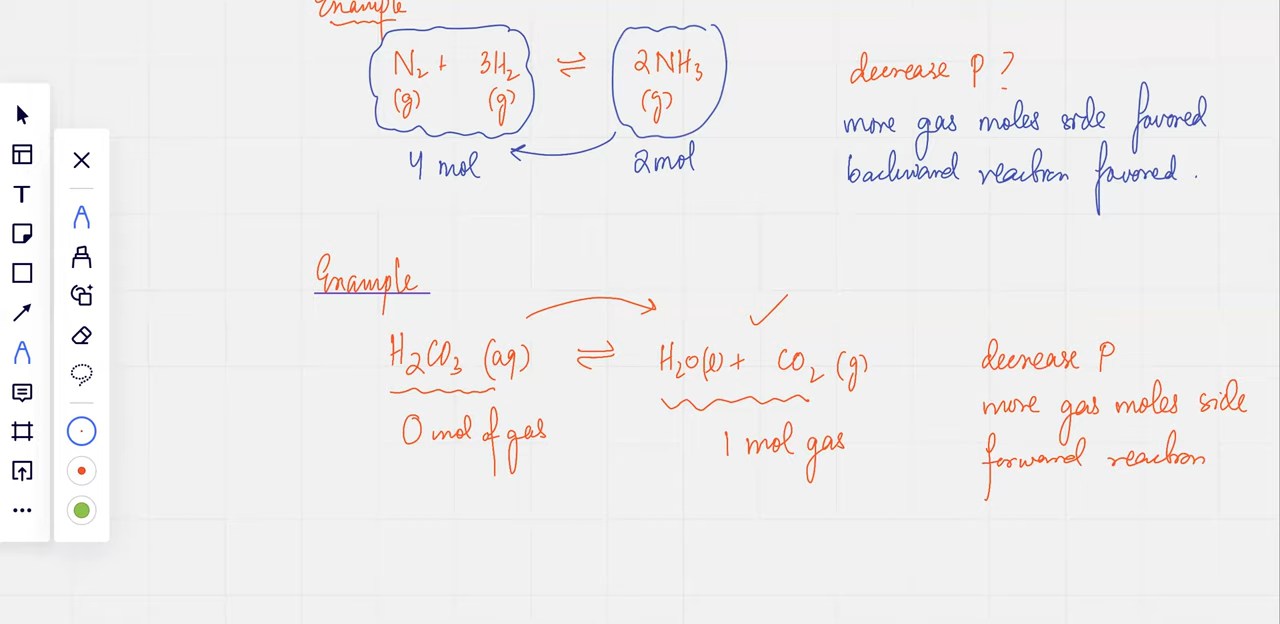 Example
N₂ + 3H₂ ⇌ 2NH₃
(g) (g) (g)
4 mol 2mol
decrease P?
more gas moles side favored
backward reaction favored.
Example
H₂CO₃ (aq) ⇌ H₂O(l) + CO₂ (g)
0 mol of gas 1 mol gas
decrease P
more gas moles side
forward reaction
T